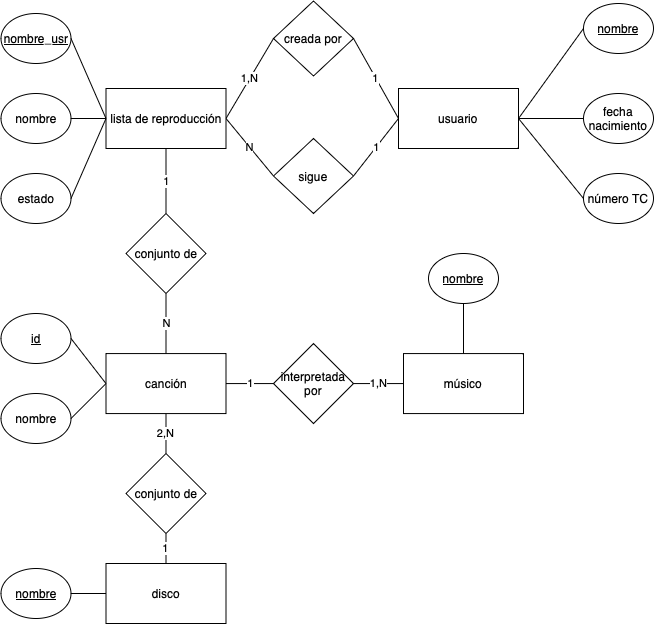 nombre_usr
creada por
nombre
1,N
1
nombre
lista de reproducción
usuario
fecha
nacimiento
N
1
estado
sigue
número TC
1
conjunto de
nombre
N
id
canción
1
interpretada
por
1,N
músico
nombre
2,N
conjunto de
1
nombre
disco